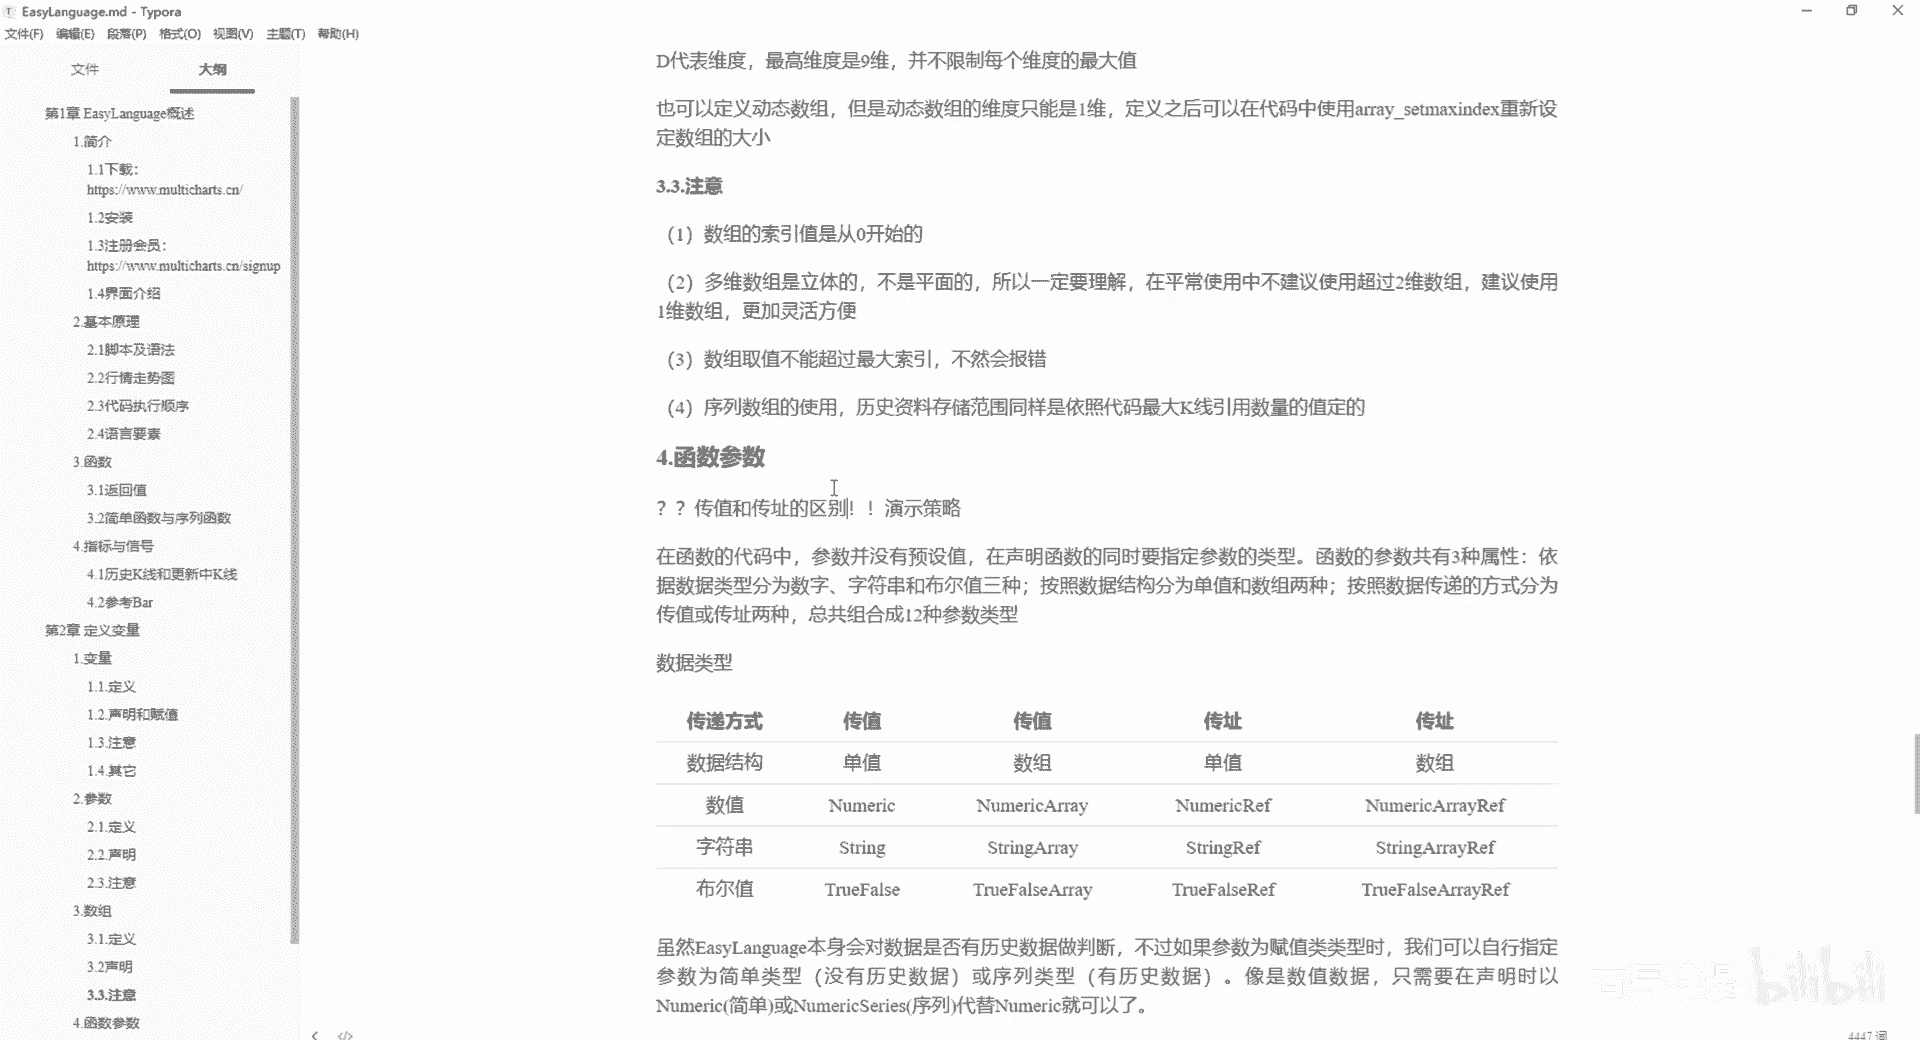 EasyLanguage.md - Typora
文件(F) 编辑(E) 段落(P) 格式(O) 视图(V) 主题(T) 帮助(H)
文件 大纲
第1章 EasyLanguage概述
1.简介
1.1下载：
https://www.multicharts.cn/
1.2安装
1.3注册会员：
https://www.multicharts.cn/signup
1.4界面介绍
2.基本原理
2.1脚本及语法
2.2行情走势图
2.3代码执行顺序
2.4语言要素
3.函数
3.1返回值
3.2简单函数与序列函数
4.指标与信号
4.1历史K线和更新中K线
4.2参考Bar
第2章 定义变量
1.变量
1.1.定义
1.2.声明和赋值
1.3.注意
1.4.其它
2.参数
2.1.定义
2.2.声明
2.3.注意
3.数组
3.1.定义
3.2声明
3.3.注意
4.函数参数
D代表维度，最高维度是9维，并不限制每个维度的最大值
也可以定义动态数组，但是动态数组的维度只能是1维，定义之后可以在代码中使用array_setmaxindex重新设
定数组的大小
3.3.注意
（1）数组的索引值是从0开始的
（2）多维数组是立体的，不是平面的，所以一定要理解，在平常使用中不建议使用超过2维数组，建议使用
1维数组，更加灵活方便
（3）数组取值不能超过最大索引，不然会报错
（4）序列数组的使用，历史资料存储范围同样是依照代码最大K线引用数量的值定的
4.函数参数
？？传值和传址的区别！！演示策略
在函数的代码中，参数并没有预设值，在声明函数的同时要指定参数的类型。函数的参数共有3种属性：依
据数据类型分为数字、字符串和布尔值三种；按照数据结构分为单值和数组两种；按照数据传递的方式分为
传值或传址两种，总共组合成12种参数类型
数据类型
传递方式 传值 传值 传址 传址
数据结构 单值 数组 单值 数组
数值 Numeric NumericArray NumericRef NumericArrayRef
字符串 String StringArray StringRef StringArrayRef
布尔值 TrueFalse TrueFalseArray TrueFalseRef TrueFalseArrayRef
虽然EasyLanguage本身会对数据是否有历史数据做判断，不过如果参数为赋值类类型时，我们可以自行指定
参数为简单类型（没有历史数据）或序列类型（有历史数据）。像是数值数据，只需要在声明时以
Numeric(简单)或NumericSeries(序列)代替Numeric就可以了。
bilibili
4447 词